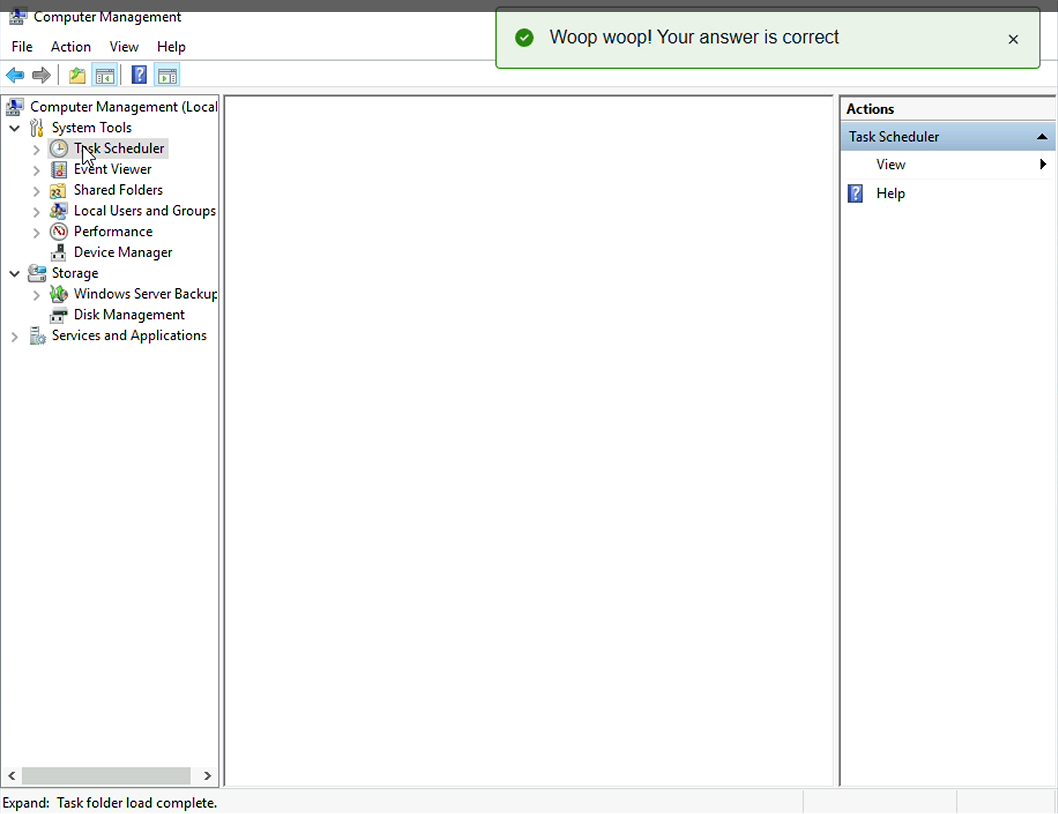 Computer Management
Woop woop! Your answer is correct
File Action View Help
Computer Management (Local
System Tools
Task Scheduler
Event Viewer
Shared Folders
Local Users and Groups
Performance
Device Manager
Storage
Windows Server Backup
Disk Management
Services and Applications
Actions
Task Scheduler
View
Help
Expand: Task folder load complete.